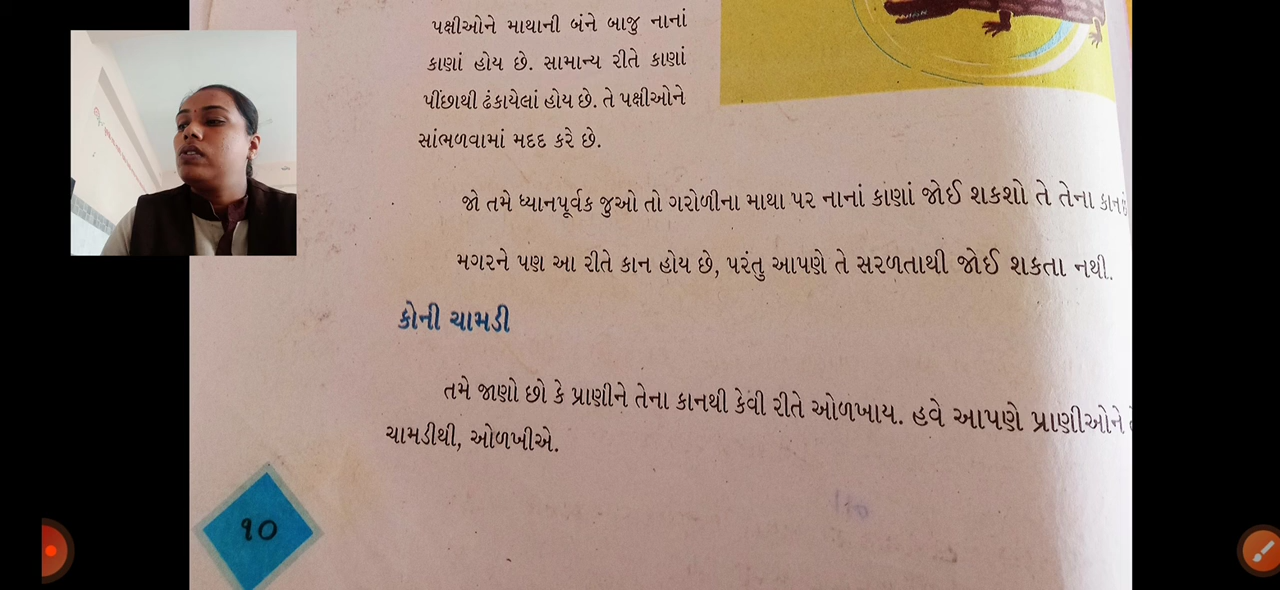 પક્ષીઓને માથાની બંને બાજુ નાનાં
કાણાં હોય છે. સામાન્ય રીતે કાણાં
પીંછાથી ઢંકાયેલાં હોય છે. તે પક્ષીઓને
સાંભળવામાં મદદ કરે છે.
જો તમે ધ્યાનપૂર્વક જુઓ તો ગરોળીના માથા પર નાનાં કાણાં જોઈ શકશો તે તેના કાન
મગરને પણ આ રીતે કાન હોય છે, પરંતુ આપણે તે સરળતાથી જોઈ શકતા નથી.
કોની ચામડી
તમે જાણો છો કે પ્રાણીને તેના કાનથી કેવી રીતે ઓળખાય. હવે આપણે પ્રાણીઓને
ચામડીથી, ઓળખીએ.
૧૦